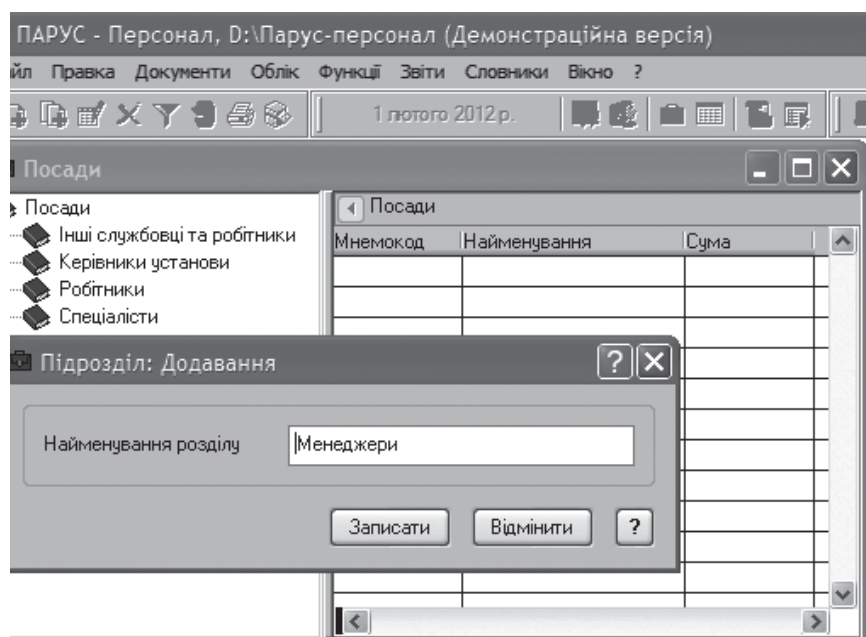 ПАРУС - Персонал, D:\Парус-персонал (Демонстраційна версія)
йл Правка Документи Облік Функції Звіти Словники Вікно ?
1 лютого 2012 р.
Посади
Посади
Інші службовці та робітники
Керівники установи
Робітники
Спеціалісти
Посади
Мнемокод Найменування Сума
Підрозділ: Додавання
?
Найменування розділу Менеджери
Записати Відмінити ?